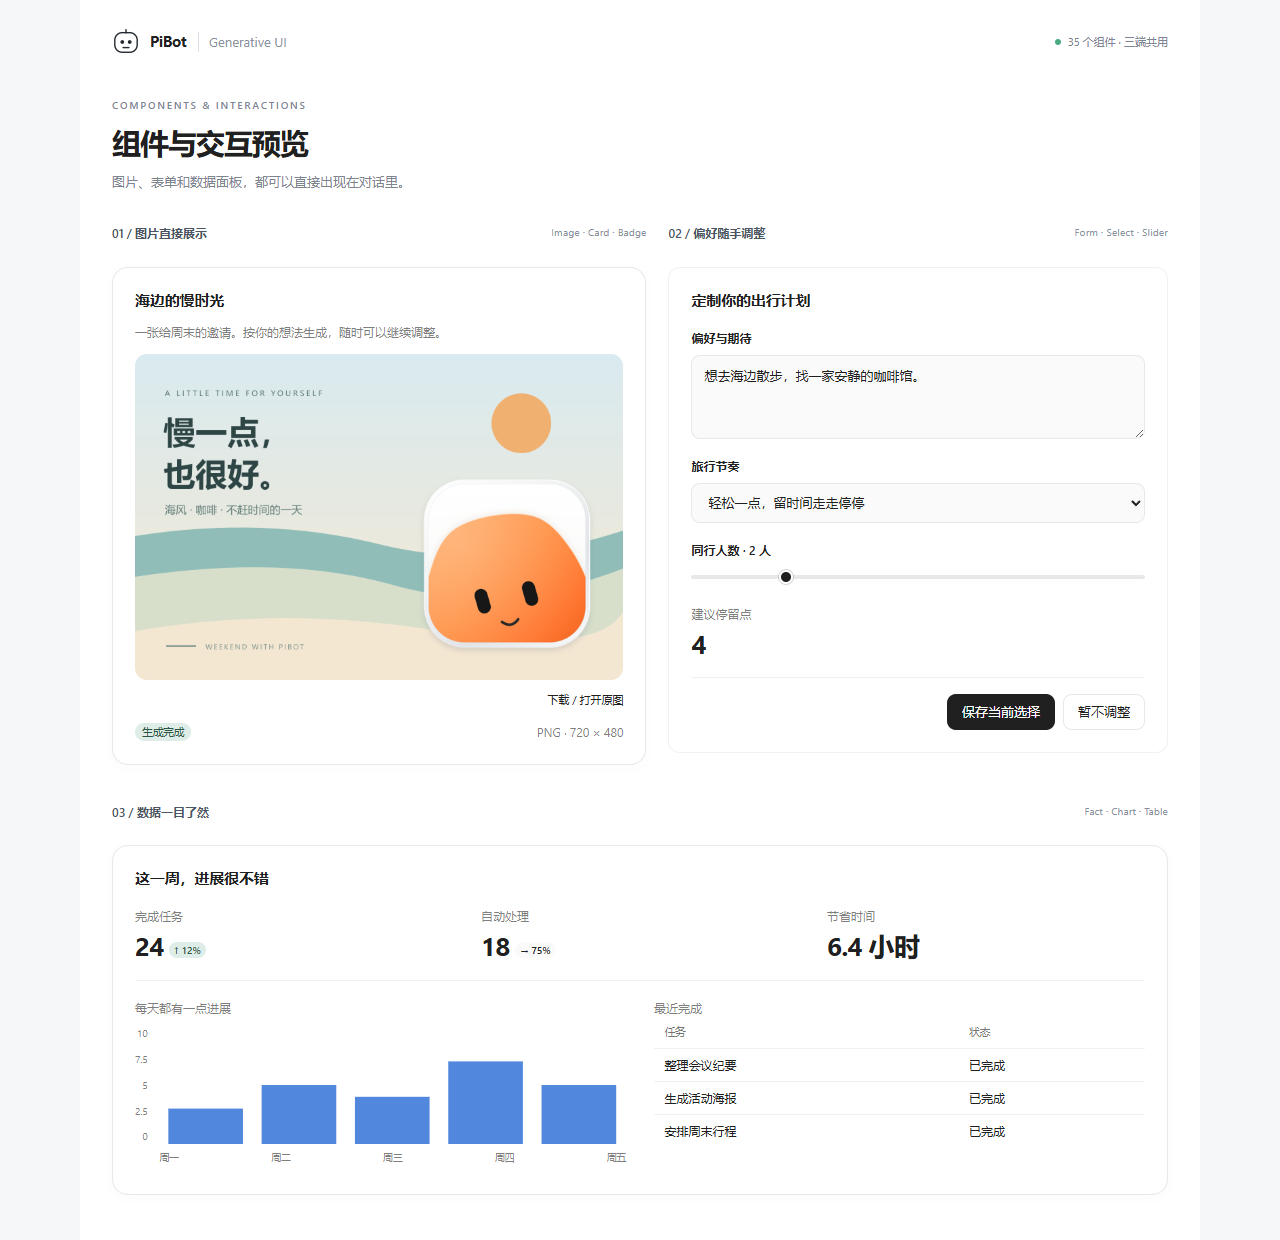 PiBot
Generative UI
35 个组件 · 三端共用
COMPONENTS & INTERACTIONS
组件与交互预览
图片、表单和数据面板，都可以直接出现在对话里。
01 / 图片直接展示
Image · Card · Badge
海边的慢时光
一张给周末的邀请。按你的想法生成，随时可以继续调整。
A LITTLE TIME FOR YOURSELF
慢一点，
也很好。
海风 · 咖啡 · 不赶时间的一天
WEEKEND WITH PIBOT
下载 / 打开原图
生成完成
PNG · 720 × 480
02 / 偏好随手调整
Form · Select · Slider
定制你的出行计划
偏好与期待
想去海边散步，找一家安静的咖啡馆。
旅行节奏
轻松一点，留时间走走停停
同行人数 · 2 人
建议停留点
4
保存当前选择
暂不调整
03 / 数据一目了然
Fact · Chart · Table
这一周，进展很不错
完成任务
24 ↑ 12%
自动处理
18 → 75%
节省时间
6.4 小时
每天都有一点进展
10
7.5
5
2.5
0
周一 周二 周三 周四 周五
最近完成
任务 状态
整理会议纪要 已完成
生成活动海报 已完成
安排周末行程 已完成